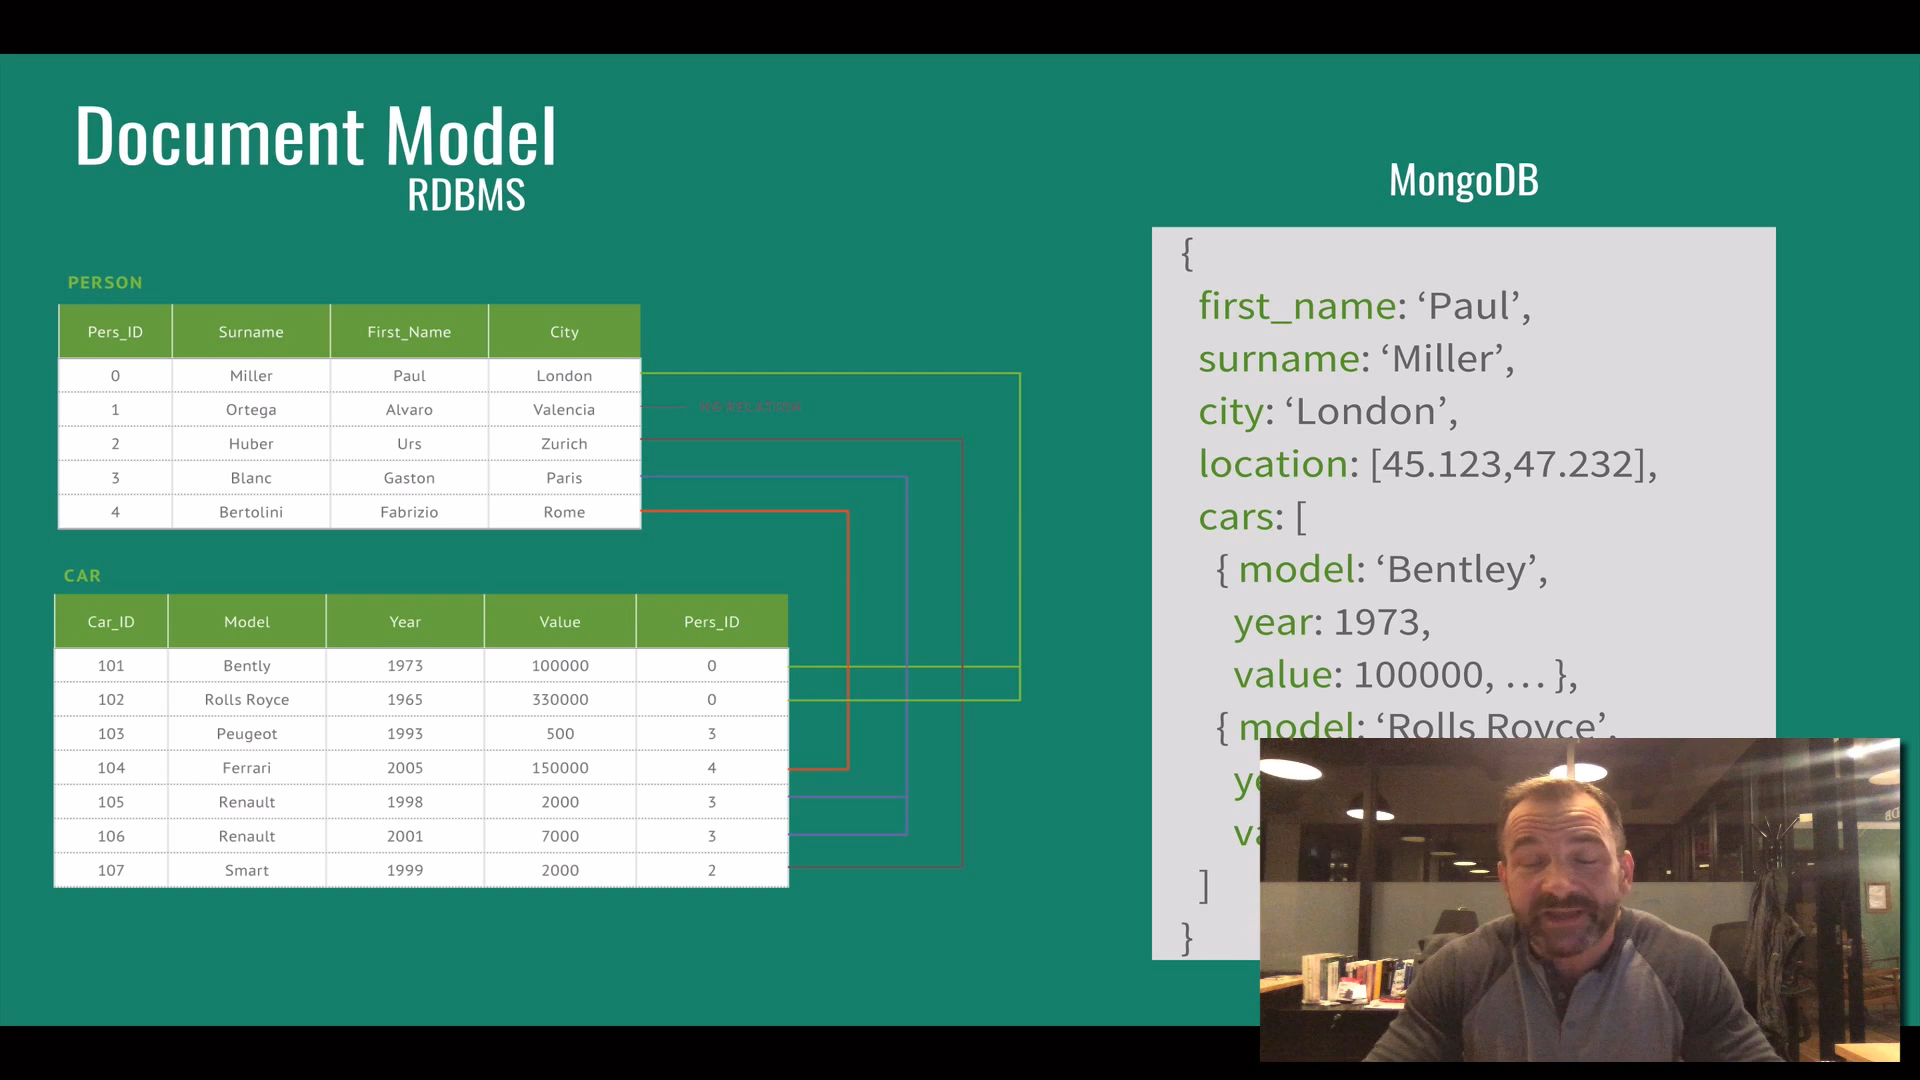 Document Model
RDBMS
PERSON
Pers_ID Surname First_Name City
0 Miller Paul London
1 Ortega Alvaro Valencia
NO RELATION
2 Huber Urs Zurich
3 Blanc Gaston Paris
4 Bertolini Fabrizio Rome
CAR
Car_ID Model Year Value Pers_ID
101 Bently 1973 100000 0
102 Rolls Royce 1965 330000 0
103 Peugeot 1993 500 3
104 Ferrari 2005 150000 4
105 Renault 1998 2000 3
106 Renault 2001 7000 3
107 Smart 1999 2000 2
MongoDB
{
first_name: ‘Paul’,
surname: ‘Miller’,
city: ‘London’,
location: [45.123,47.232],
cars: [
{ model: ‘Bentley’,
year: 1973,
value: 100000, … },
{ model: ‘Rolls Royce’,
]
}